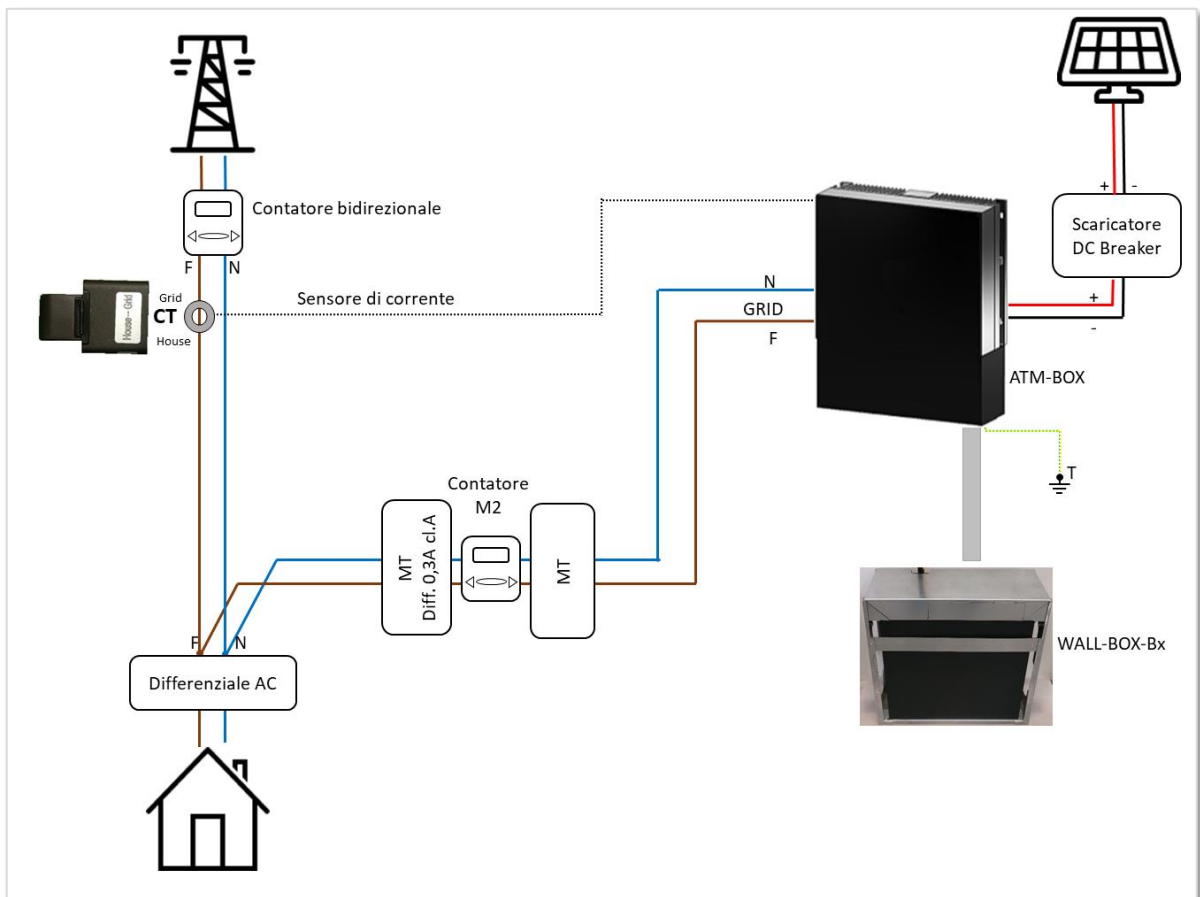 Contatore bidirezionale
F
N
Grid
CT
House
House -- Grid
Sensore di corrente
+
-
Scaricatore
DC Breaker
+
-
N
GRID
F
ATM-BOX
T
Contatore
M2
MT
Diff. 0,3A cl.A
MT
F
N
Differenziale AC
WALL-BOX-Bx